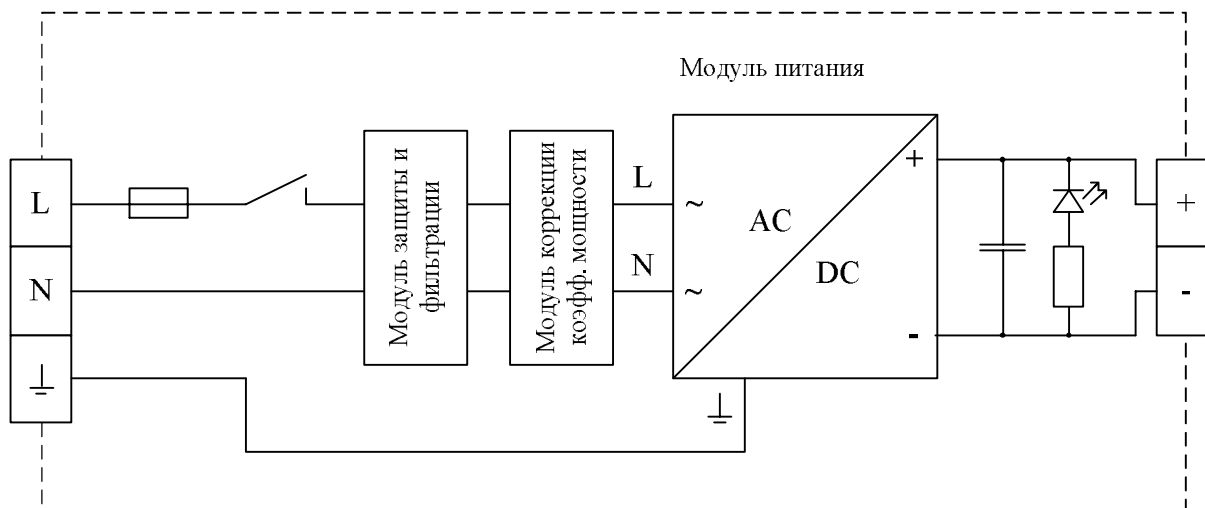 Модуль питания
L
N
Модуль защиты и
фильтрации
Модуль коррекции
коэфф. мощности
L
N
~
~
AC
DC
+
-
+
-